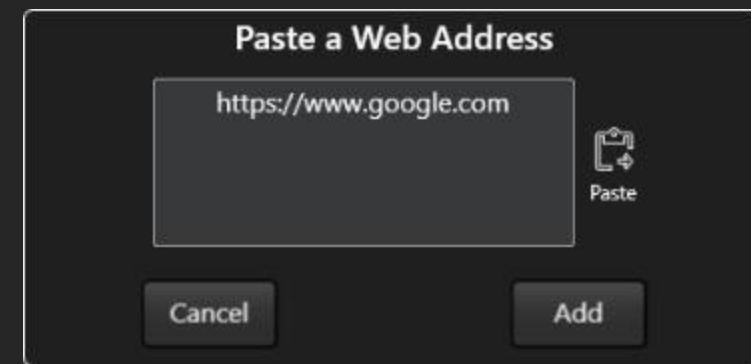 Paste a Web Address
https://www.google.com
Paste
Cancel
Add